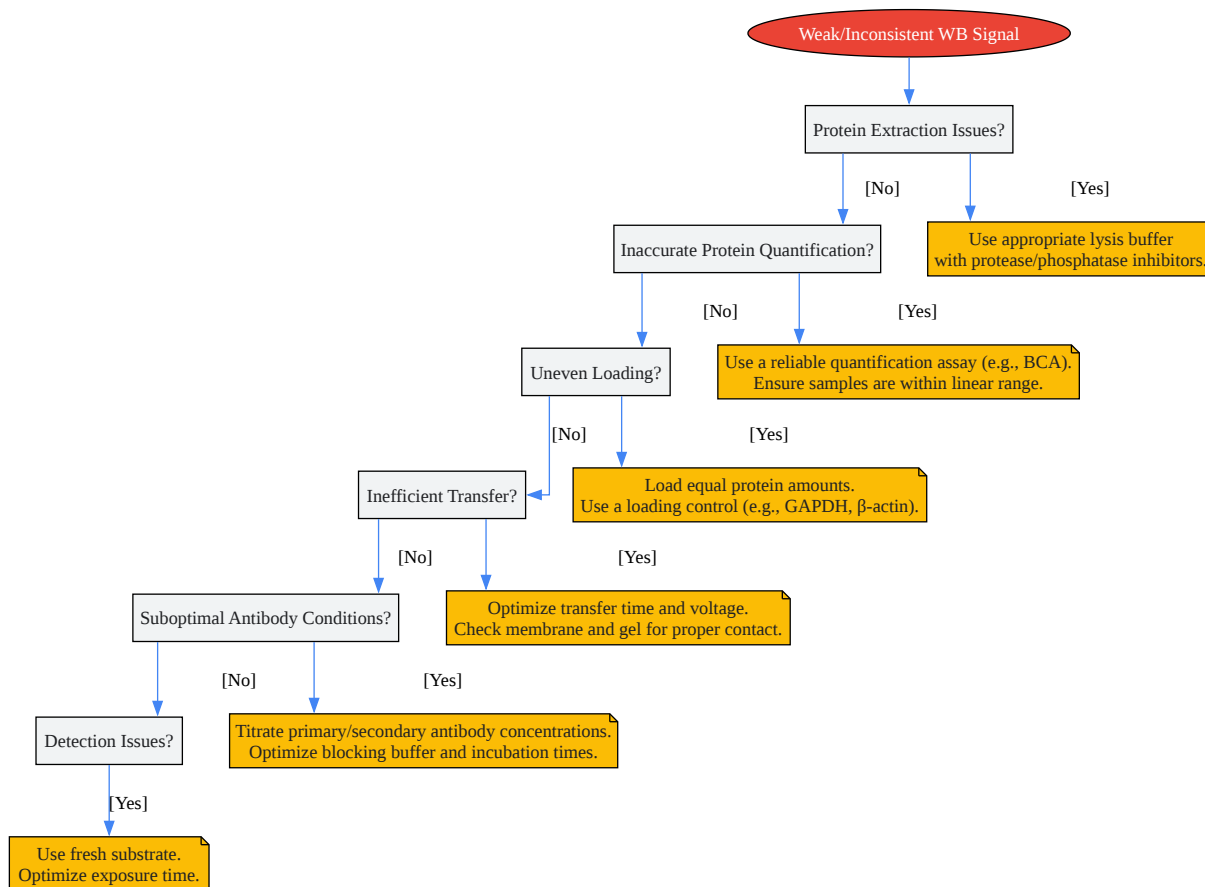 Weak/Inconsistent WB Signal
Protein Extraction Issues?
[No]
[Yes]
Inaccurate Protein Quantification?
Use appropriate lysis buffer
with protease/phosphatase inhibitors.
[No]
[Yes]
Uneven Loading?
Use a reliable quantification assay (e.g., BCA).
Ensure samples are within linear range.
[No]
[Yes]
Inefficient Transfer?
Load equal protein amounts.
Use a loading control (e.g., GAPDH, β-actin).
[No]
[Yes]
Suboptimal Antibody Conditions?
Optimize transfer time and voltage.
Check membrane and gel for proper contact.
[No]
[Yes]
Detection Issues?
Titrate primary/secondary antibody concentrations.
Optimize blocking buffer and incubation times.
[Yes]
Use fresh substrate.
Optimize exposure time.